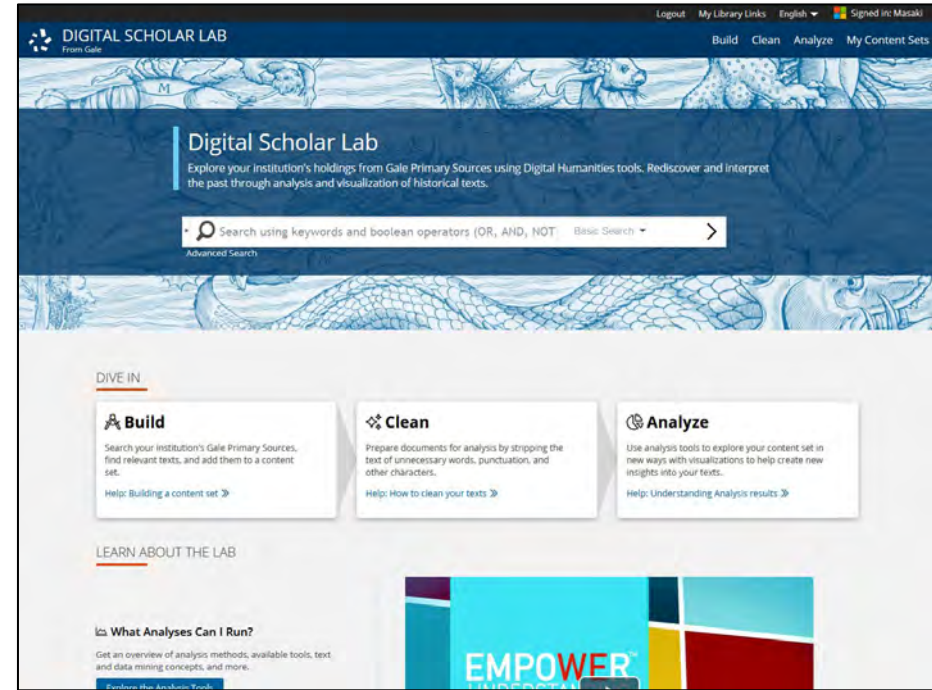 Logout My Library Links English Signed in: Masaki
DIGITAL SCHOLAR LAB
From Gale
Build Clean Analyze My Content Sets
M
Digital Scholar Lab
Explore your institution's holdings from Gale Primary Sources using Digital Humanities tools. Rediscover and interpret
the past through analysis and visualization of historical texts.
Search using keywords and boolean operators (OR, AND, NOT Basic Search
Advanced Search
DIVE IN
Build
Search your institution's Gale Primary Sources,
find relevant texts, and add them to a content
set.
Help: Building a content set »
Clean
Prepare documents for analysis by stripping the
text of unnecessary words, punctuation, and
other characters.
Help: How to clean your texts »
Analyze
Use analysis tools to explore your content set in
new ways with visualizations to help create new
insights into your texts.
Help: Understanding Analysis results »
LEARN ABOUT THE LAB
What Analyses Can I Run?
Get an overview of analysis methods, available tools, text
and data mining concepts, and more.
Explore the Analysis Tools
EMPOWER™